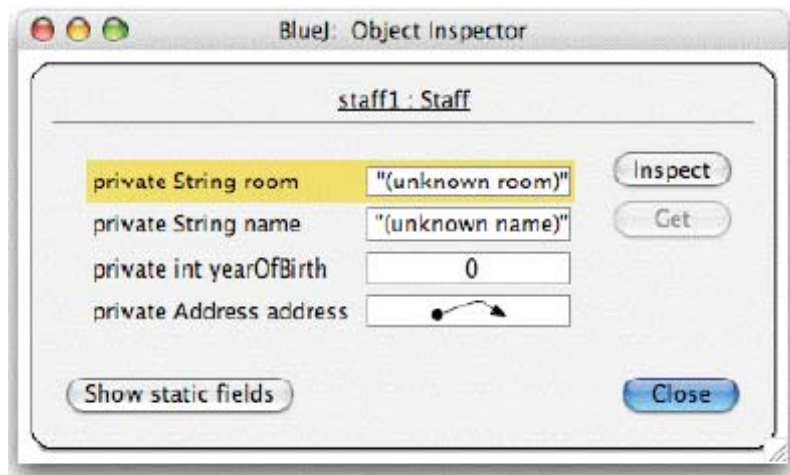 BlueJ: Object Inspector
staff1 : Staff
private String room "(unknown room)"
Inspect
private String name "(unknown name)"
Get
private int yearOfBirth 0
private Address address
Show static fields
Close